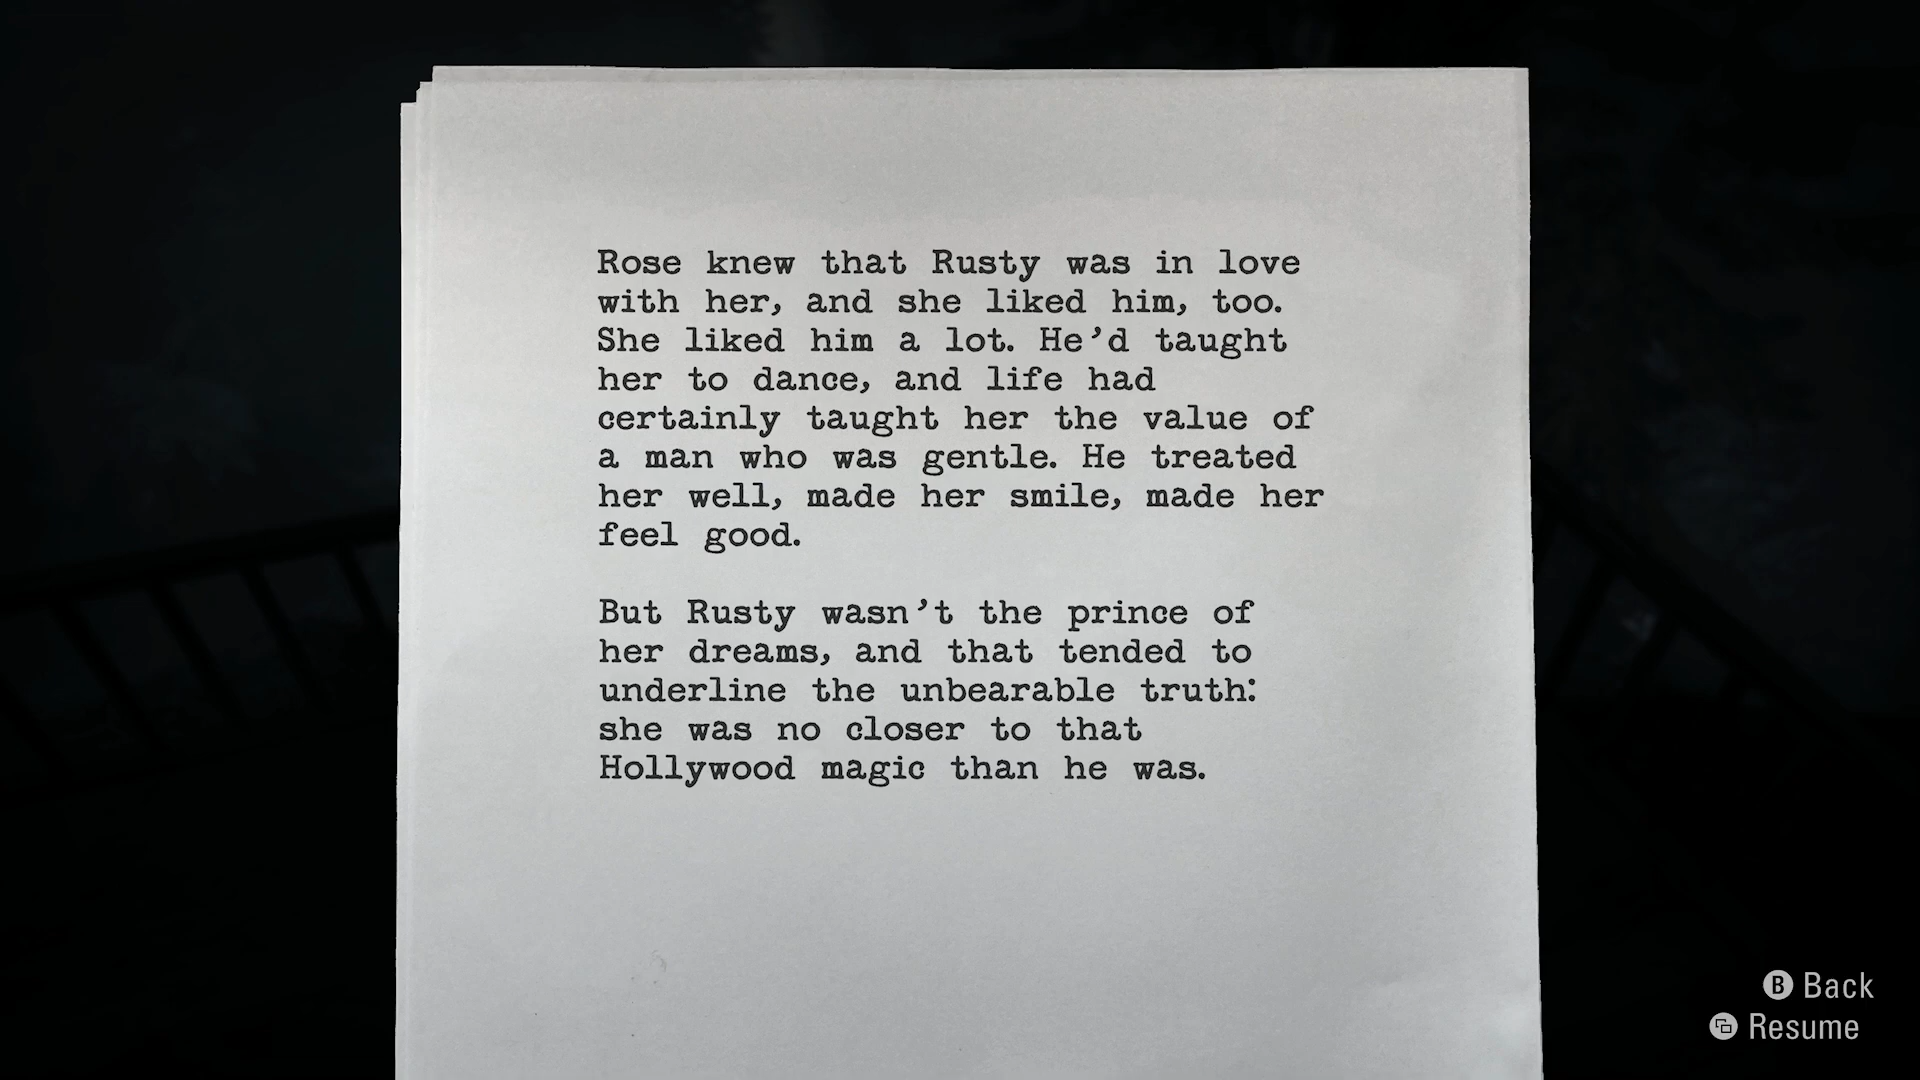 Rose knew that Rusty was in love
with her, and she liked him, too.
She liked him a lot. He’d taught
her to dance, and life had
certainly taught her the value of
a man who was gentle. He treated
her well, made her smile, made her
feel good.
But Rusty wasn’t the prince of
her dreams, and that tended to
underline the unbearable truth:
she was no closer to that
Hollywood magic than he was.
B Back
Resume